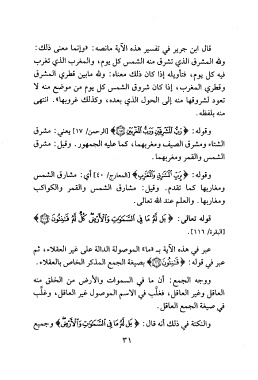 قال ابن جرير في تفسير هذه الآية مانصه: «وإنما معنى ذلك:
ولله المشرق الذي تشرق منه الشمس كل يوم، والمغرب الذي تغرب
فيه كل يوم، فتأويله إذا كان ذلك معناه: ولله مابين قطري المشرق
وقطري المغرب، إذا كان شروق الشمس كل يوم من موضع منه لا
تعود لشروقها منه إلى الحول الذي بعده، وكذلك غروبها». انتهى
منه بلفظه.
وقوله: ﴿رَبُّ ٱلْمَشْرِقَيْنِ وَرَبُّ ٱلْمَغْرِبَيْنِ ۝﴾ [الرحمن/ ١٧] يعني: مشرق
الشتاء ومشرق الصيف ومغربهما، كما عليه الجمهور. وقيل: مشرق
الشمس والقمر ومغربهما.
وقوله: ﴿بِرَبِّ ٱلْمَشَٰرِقِ وَٱلْمَغَٰرِبِ﴾ [المعارج/ ٤٠] أي: مشارق الشمس
ومغاربها كما تقدم. وقيل: مشارق الشمس والقمر والكواكب
ومغاربها. والعلم عند الله تعالى.
قوله تعالى: ﴿بَل لَّهُۥ مَا فِى ٱلسَّمَٰوَٰتِ وَٱلْأَرْضِ كُلٌّ لَّهُۥ قَٰنِتُونَ ۝﴾
[البقرة/ ١١٦].
عبر في هذه الآية بـ «ما» الموصولة الدالة على غير العقلاء، ثم
عبر في قوله: ﴿قَٰنِتُونَ ۝﴾ بصيغة الجمع المذكر الخاص بالعقلاء.
ووجه الجمع: أن ما في السموات والأرض من الخلق منه
العاقل وغير العاقل، فغلَّب في الاسم الموصول غير العاقل، وغلَّب
في صيغة الجمع العاقل.
والنكتة في ذلك أنه قال: ﴿بَل لَّهُۥ مَا فِى ٱلسَّمَٰوَٰتِ وَٱلْأَرْضِ﴾ وجميع
٣١